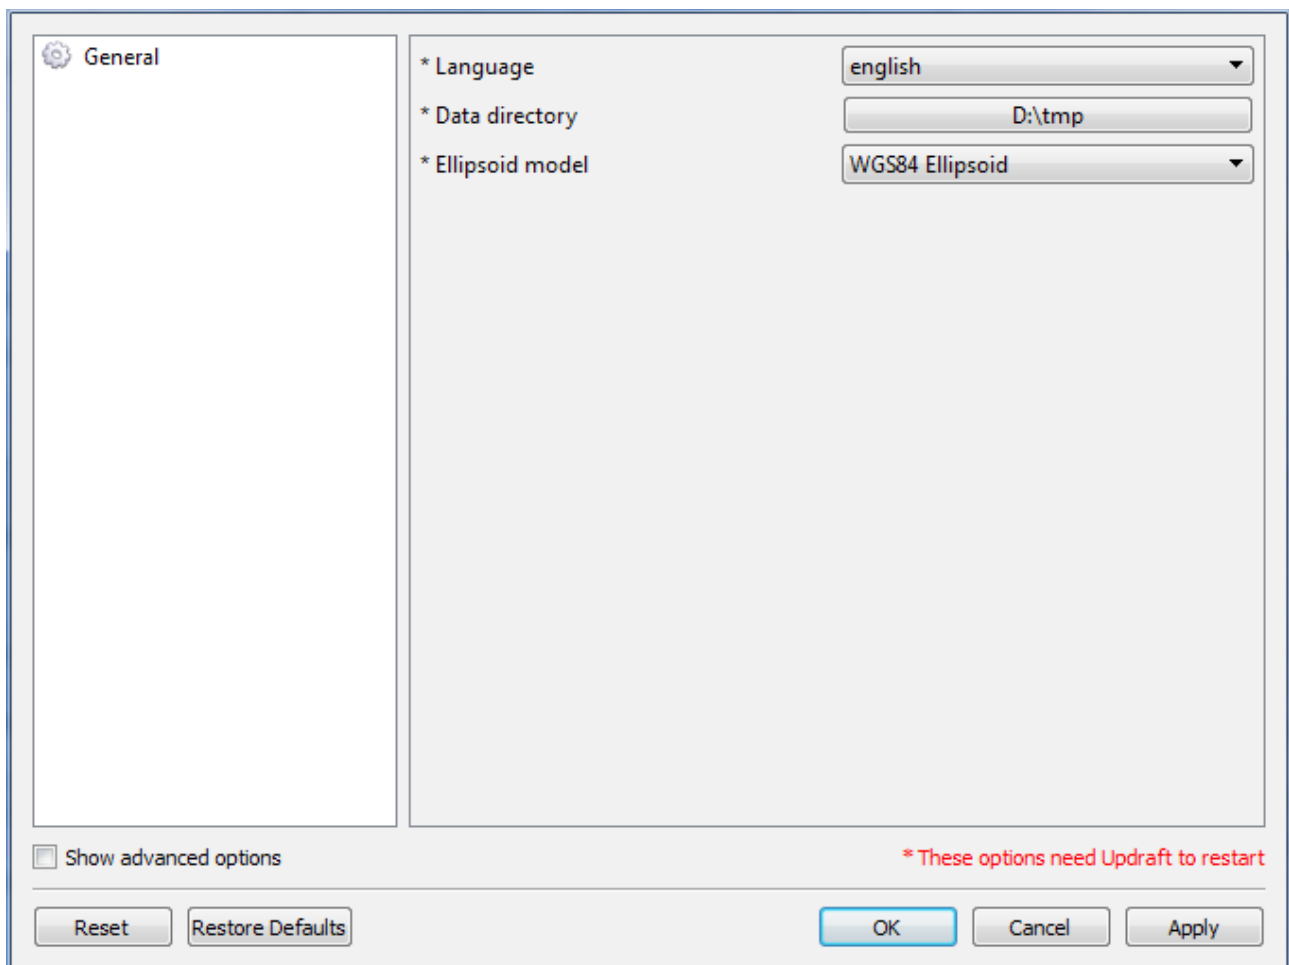 General
* Language
english
* Data directory
D:\tmp
* Ellipsoid model
WGS84 Ellipsoid
Show advanced options
* These options need Updraft to restart
Reset
Restore Defaults
OK
Cancel
Apply